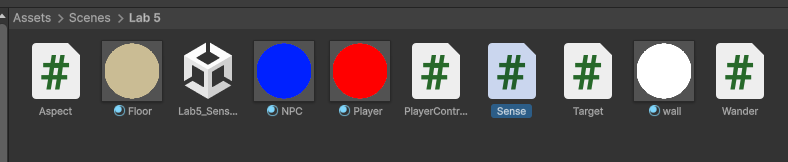 Assets > Scenes > Lab 5
Aspect
Floor
Lab5_Sens...
NPC
Player
PlayerContr...
Sense
Target
wall
Wander